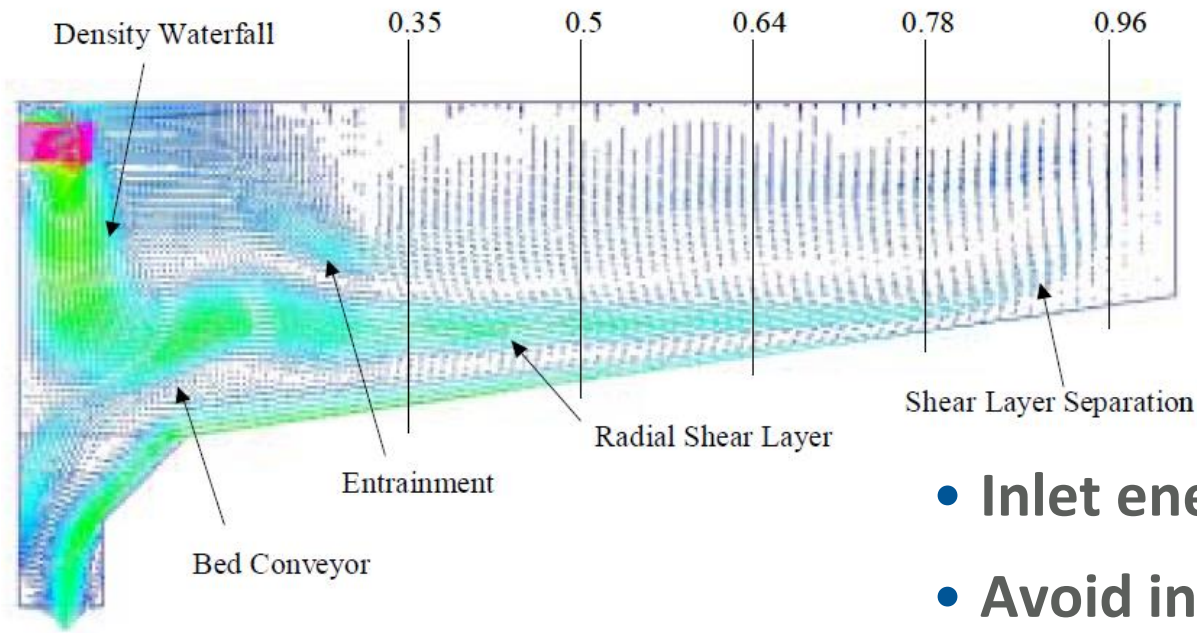 Density Waterfall
0.35 0.5 0.64 0.78 0.96
Shear Layer Separation
Radial Shear Layer
Entrainment
Bed Conveyor
• Inlet ene
• Avoid in